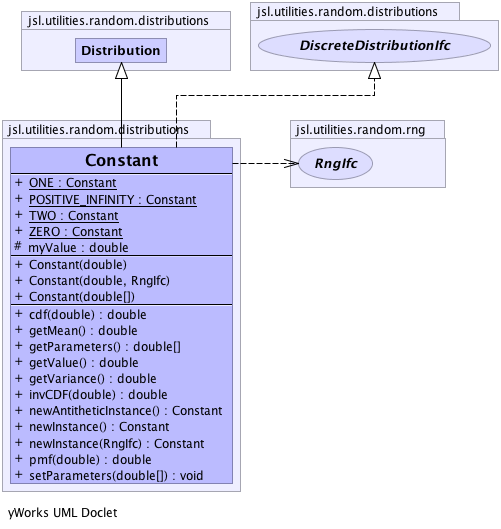 jsl.utilities.random.distributions
Distribution
jsl.utilities.random.distributions
DiscreteDistributionIfc
jsl.utilities.random.distributions
Constant
+ ONE : Constant
+ POSITIVE_INFINITY : Constant
+ TWO : Constant
+ ZERO : Constant
# myValue : double
+ Constant(double)
+ Constant(double, RngIfc)
+ Constant(double[])
+ cdf(double) : double
+ getMean() : double
+ getParameters() : double[]
+ getValue() : double
+ getVariance() : double
+ invCDF(double) : double
+ newAntitheticInstance() : Constant
+ newInstance() : Constant
+ newInstance(RngIfc) : Constant
+ pmf(double) : double
+ setParameters(double[]) : void
jsl.utilities.random.rng
RngIfc
yWorks UML Doclet